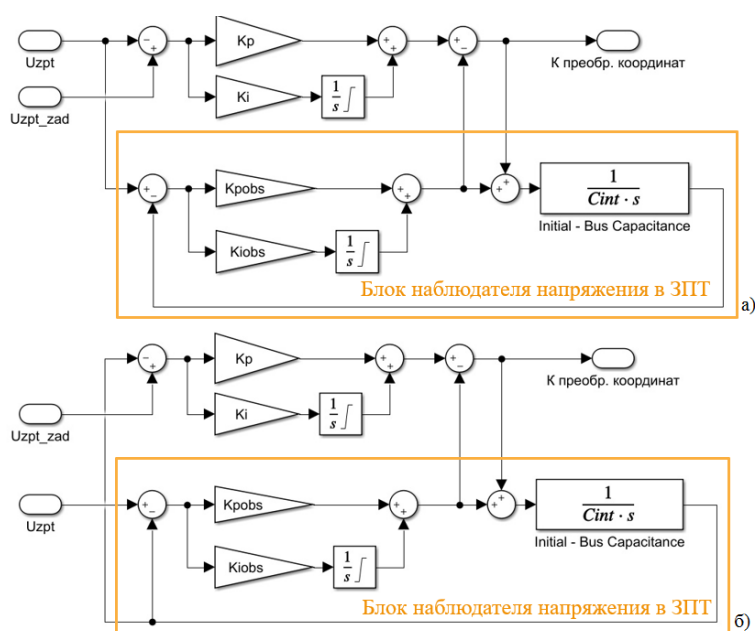 Uzpt
Uzpt_zad
Kp
Ki
1
s
К преобр. координат
Kpobs
Kiobs
1
s
1
Cint · s
Initial - Bus Capacitance
Блок наблюдателя напряжения в ЗПТ
а)
Uzpt_zad
Uzpt
Kp
Ki
1
s
К преобр. координат
Kpobs
Kiobs
1
s
1
Cint · s
Initial - Bus Capacitance
Блок наблюдателя напряжения в ЗПТ
б)